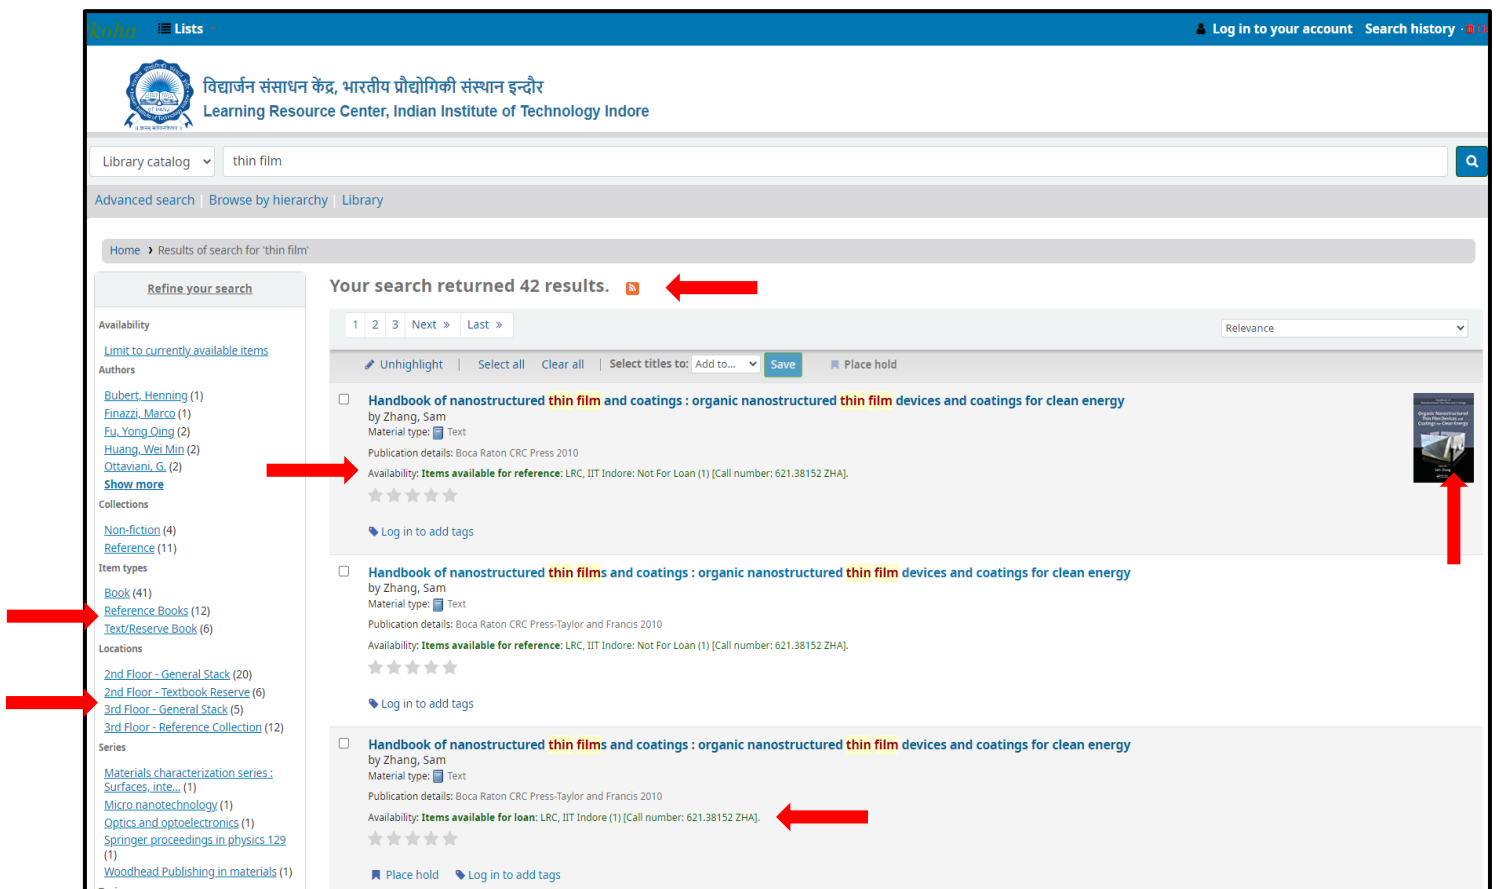 koha Lists Log in to your account Search history
विद्यार्जन संसाधन केंद्र, भारतीय प्रौद्योगिकी संस्थान इन्दौर
Learning Resource Center, Indian Institute of Technology Indore
Library catalog thin film
Advanced search | Browse by hierarchy | Library
Home › Results of search for 'thin film'
Refine your search
Availability
Limit to currently available items
Authors
Bubert, Henning (1)
Finazzi, Marco (1)
Fu, Yong Qing (2)
Huang, Wei Min (2)
Ottaviani, G. (2)
Show more
Collections
Non-fiction (4)
Reference (11)
Item types
Book (41)
Reference Books (12)
Text/Reserve Book (6)
Locations
2nd Floor - General Stack (20)
2nd Floor - Textbook Reserve (6)
3rd Floor - General Stack (5)
3rd Floor - Reference Collection (12)
Series
Materials characterization series :
Surfaces, inte... (1)
Micro nanotechnology (1)
Optics and optoelectronics (1)
Springer proceedings in physics 129
(1)
Woodhead Publishing in materials (1)
Your search returned 42 results.
1 2 3 Next » Last » Relevance
Unhighlight | Select all Clear all | Select titles to: Add to... Save Place hold
Handbook of nanostructured thin film and coatings : organic nanostructured thin film devices and coatings for clean energy
by Zhang, Sam
Material type: Text
Publication details: Boca Raton CRC Press 2010
Availability: Items available for reference: LRC, IIT Indore: Not For Loan (1) [Call number: 621.38152 ZHA].
Log in to add tags
Organic Nanostructured
Thin Film Devices and
Coatings for Clean Energy
Handbook of nanostructured thin films and coatings : organic nanostructured thin film devices and coatings for clean energy
by Zhang, Sam
Material type: Text
Publication details: Boca Raton CRC Press-Taylor and Francis 2010
Availability: Items available for reference: LRC, IIT Indore: Not For Loan (1) [Call number: 621.38152 ZHA].
Log in to add tags
Handbook of nanostructured thin films and coatings : organic nanostructured thin film devices and coatings for clean energy
by Zhang, Sam
Material type: Text
Publication details: Boca Raton CRC Press-Taylor and Francis 2010
Availability: Items available for loan: LRC, IIT Indore (1) [Call number: 621.38152 ZHA].
Place hold Log in to add tags